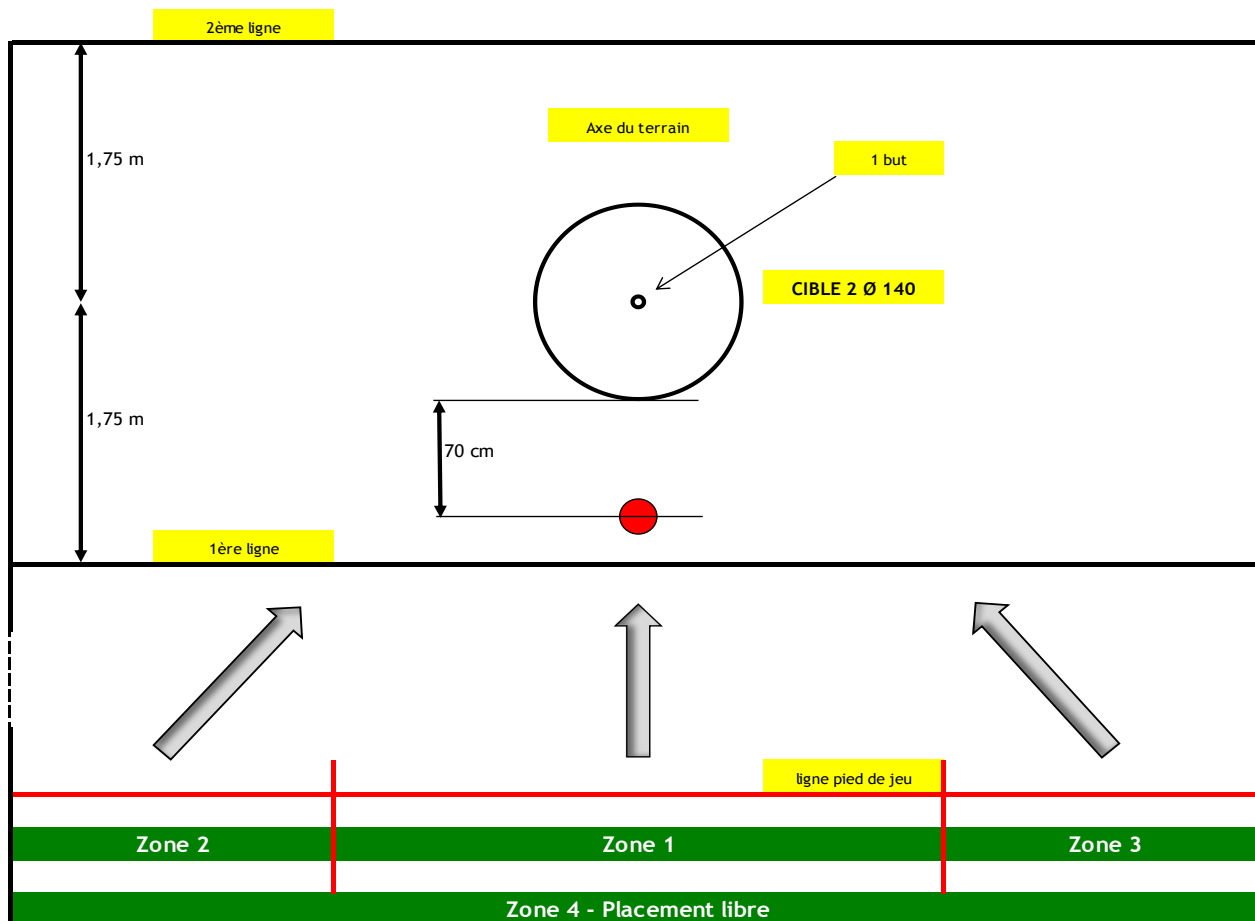 2ème ligne
Axe du terrain
1,75 m
1 but
CIBLE 2 Ø 140
1,75 m
70 cm
1ère ligne
ligne pied de jeu
Zone 2
Zone 1
Zone 3
Zone 4 - Placement libre